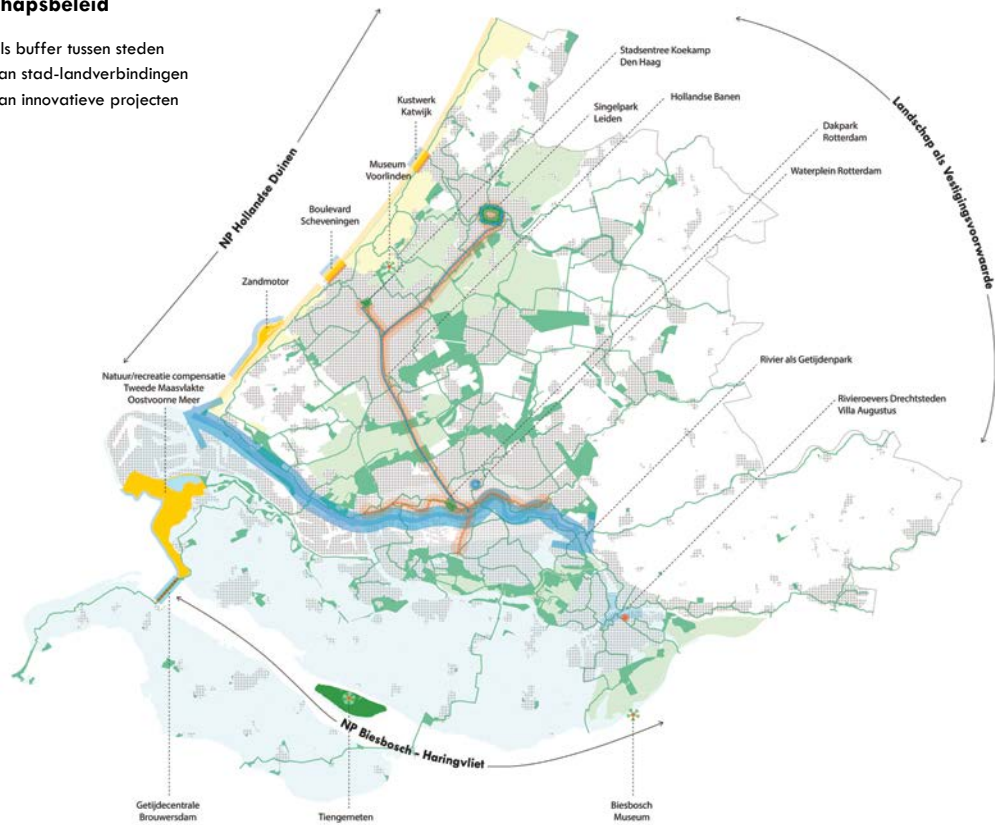 hapsbeleid
ls buffer tussen steden
an stad-landverbindingen
an innovatieve projecten
Stadsentree Koekamp
Den Haag
Hollandse Banen
Singelpark
Leiden
Dakpark
Rotterdam
Waterplein Rotterdam
Landschap als Vestigingsvoorwaarde
Kustwerk
Katwijk
Museum
Voorlinden
NP Hollandse Duinen
Boulevard
Scheveningen
Zandmotor
Natuur/recreatie compensatie
Tweede Maasvlakte
Oostvoorne Meer
Rivier als Getijdenpark
Rivieroevers Drechtsteden
Villa Augustus
NP Biesbosch - Haringvliet
Getijdecentrale
Brouwersdam
Tiengemeten
Biesbosch
Museum